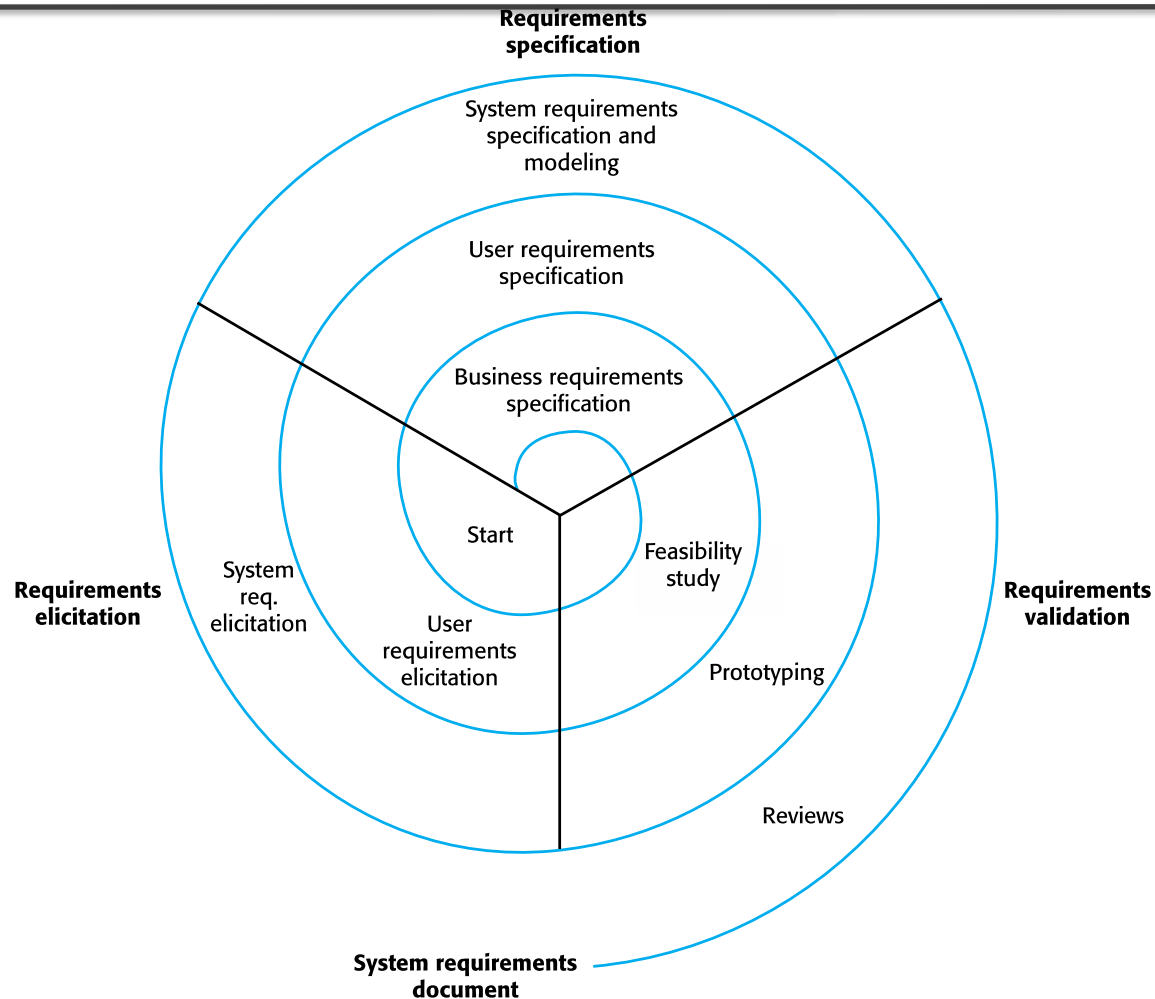 Requirements
specification
System requirements
specification and
modeling
User requirements
specification
Business requirements
specification
Start
Feasibility
study
System
req.
elicitation
Requirements
elicitation
Requirements
validation
User
requirements
elicitation
Prototyping
Reviews
System requirements
document